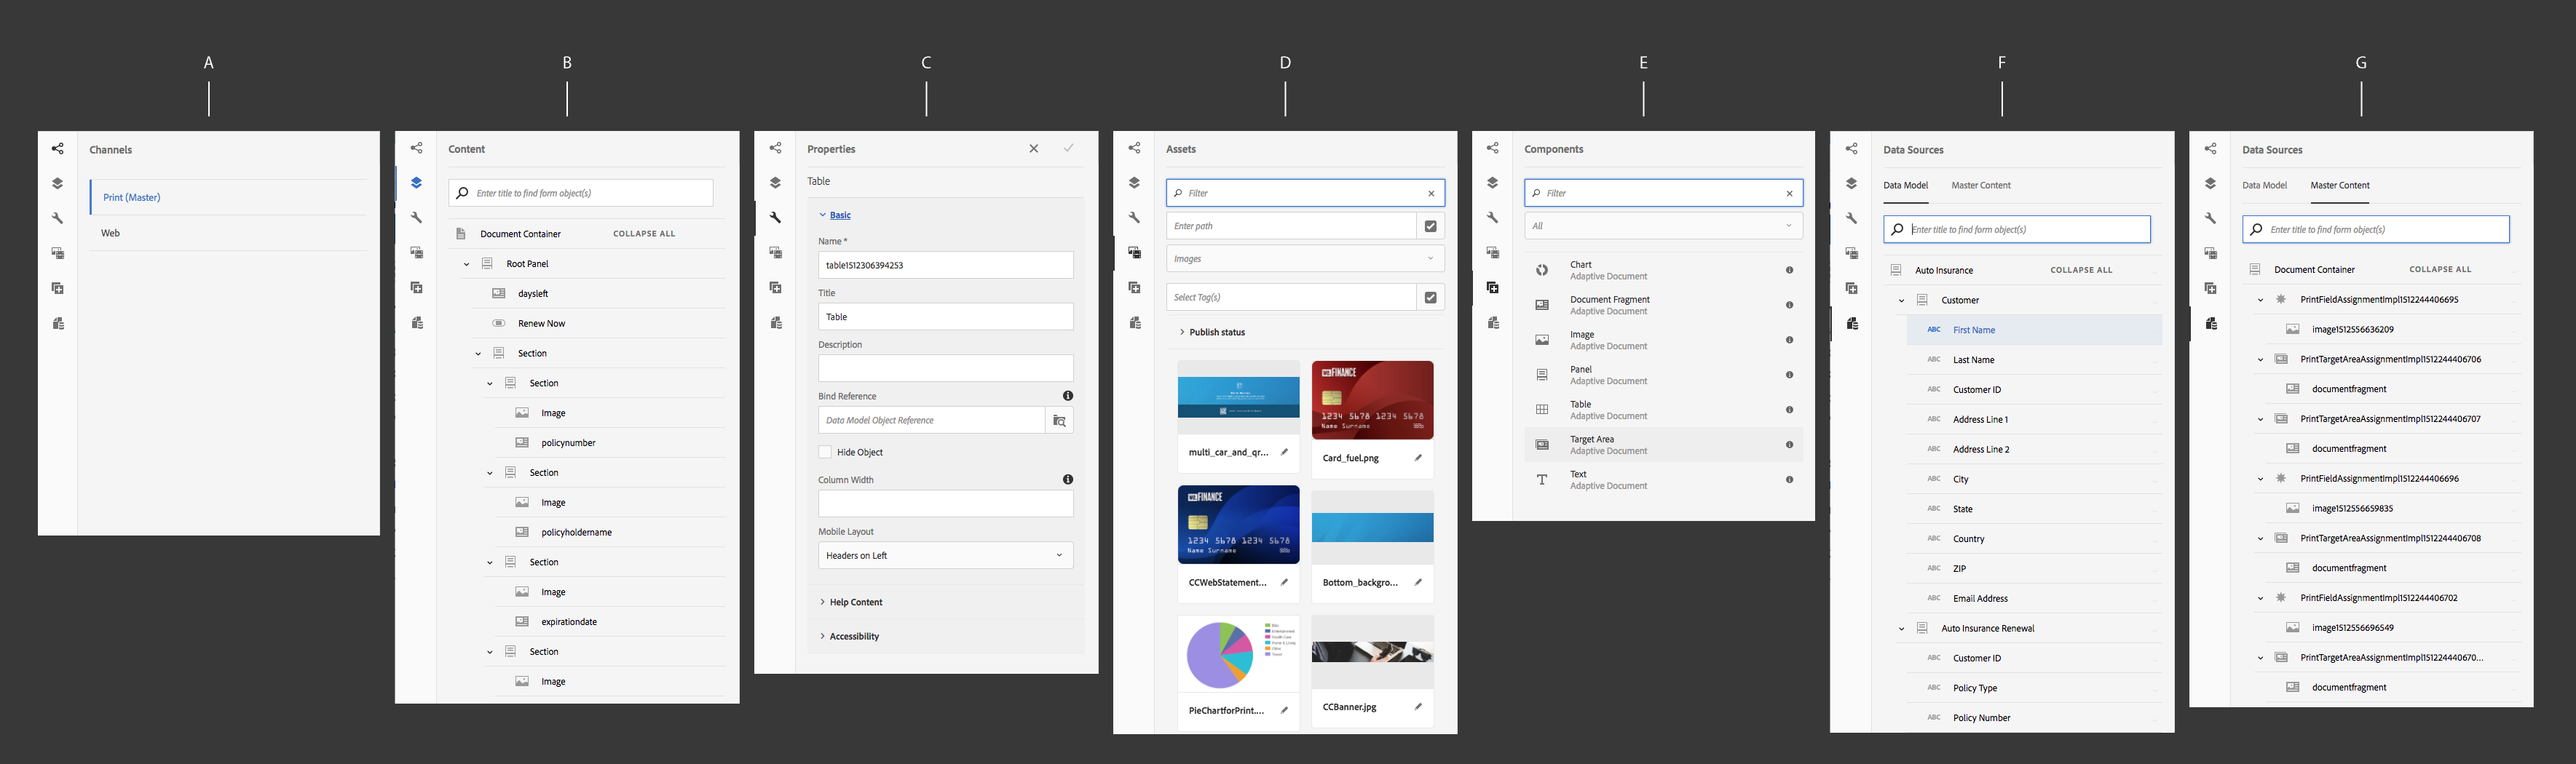 A
Channels
Print (Master)
Web
B
Content
Enter title to find form object(s)
Document Container COLLAPSE ALL
Root Panel
daysleft
Renew Now
Section
Section
Image
policynumber
Section
Image
policyholdername
Section
Image
expirationdate
Section
Image
C
Properties
Table
Basic
Name *
table1512306394253
Title
Table
Description
Bind Reference
Data Model Object Reference
Hide Object
Column Width
Mobile Layout
Headers on Left
Help Content
Accessibility
D
Assets
Filter
Enter path
Images
Select Tag(s)
Publish status
FINANCE
1234 5678 1234 5678
Name Surname
multi_car_and_qr...
Card_fuel.png
FINANCE
1234 5678 1234 5678
Name Surname
CCWebStatement...
Bottom_backgro...
PieChartforPrint....
CCBanner.jpg
E
Components
Filter
All
Chart
Adaptive Document
Document Fragment
Adaptive Document
Image
Adaptive Document
Panel
Adaptive Document
Table
Adaptive Document
Target Area
Adaptive Document
Text
Adaptive Document
F
Data Sources
Data Model Master Content
Enter title to find form object(s)
Auto Insurance COLLAPSE ALL
Customer
ABC First Name
ABC Last Name
ABC Customer ID
ABC Address Line 1
ABC Address Line 2
ABC City
ABC State
ABC Country
ABC ZIP
ABC Email Address
Auto Insurance Renewal
ABC Customer ID
ABC Policy Type
ABC Policy Number
G
Data Sources
Data Model Master Content
Enter title to find form object(s)
Document Container COLLAPSE ALL
PrintFieldAssignmentImpl1512244406695
image1512556636209
PrintTargetAreaAssignmentImpl1512244406706
documentfragment
PrintTargetAreaAssignmentImpl1512244406707
documentfragment
PrintFieldAssignmentImpl1512244406696
image1512556659835
PrintTargetAreaAssignmentImpl1512244406708
documentfragment
PrintFieldAssignmentImpl1512244406702
image1512556696549
PrintTargetAreaAssignmentImpl151224440670...
documentfragment